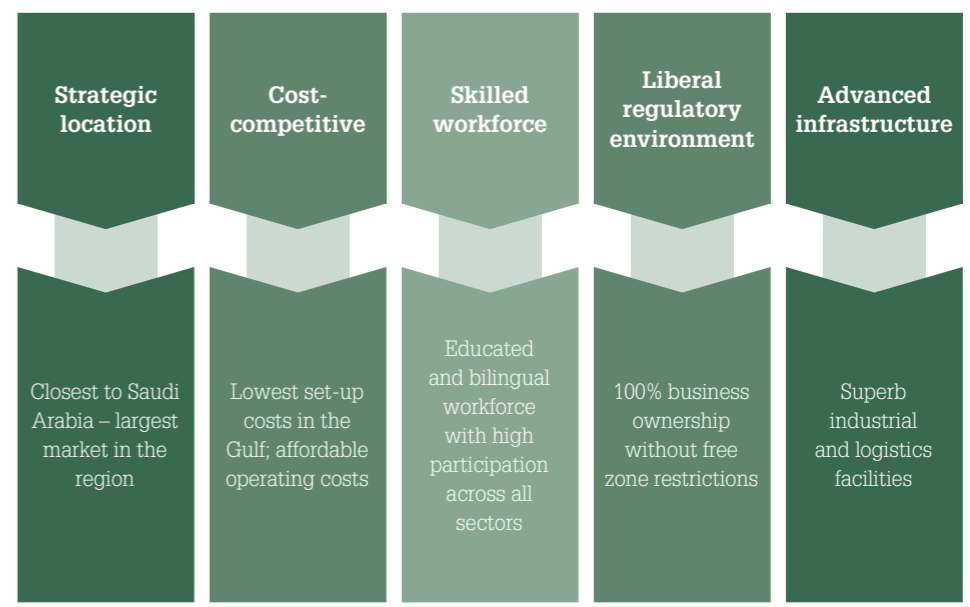 Strategic
location
Cost-
competitive
Skilled
workforce
Liberal
regulatory
environment
Advanced
infrastructure
Closest to Saudi
Arabia – largest
market in the
region
Lowest set-up
costs in the
Gulf; affordable
operating costs
Educated
and bilingual
workforce
with high
participation
across all
sectors
100% business
ownership
without free
zone restrictions
Superb
industrial
and logistics
facilities